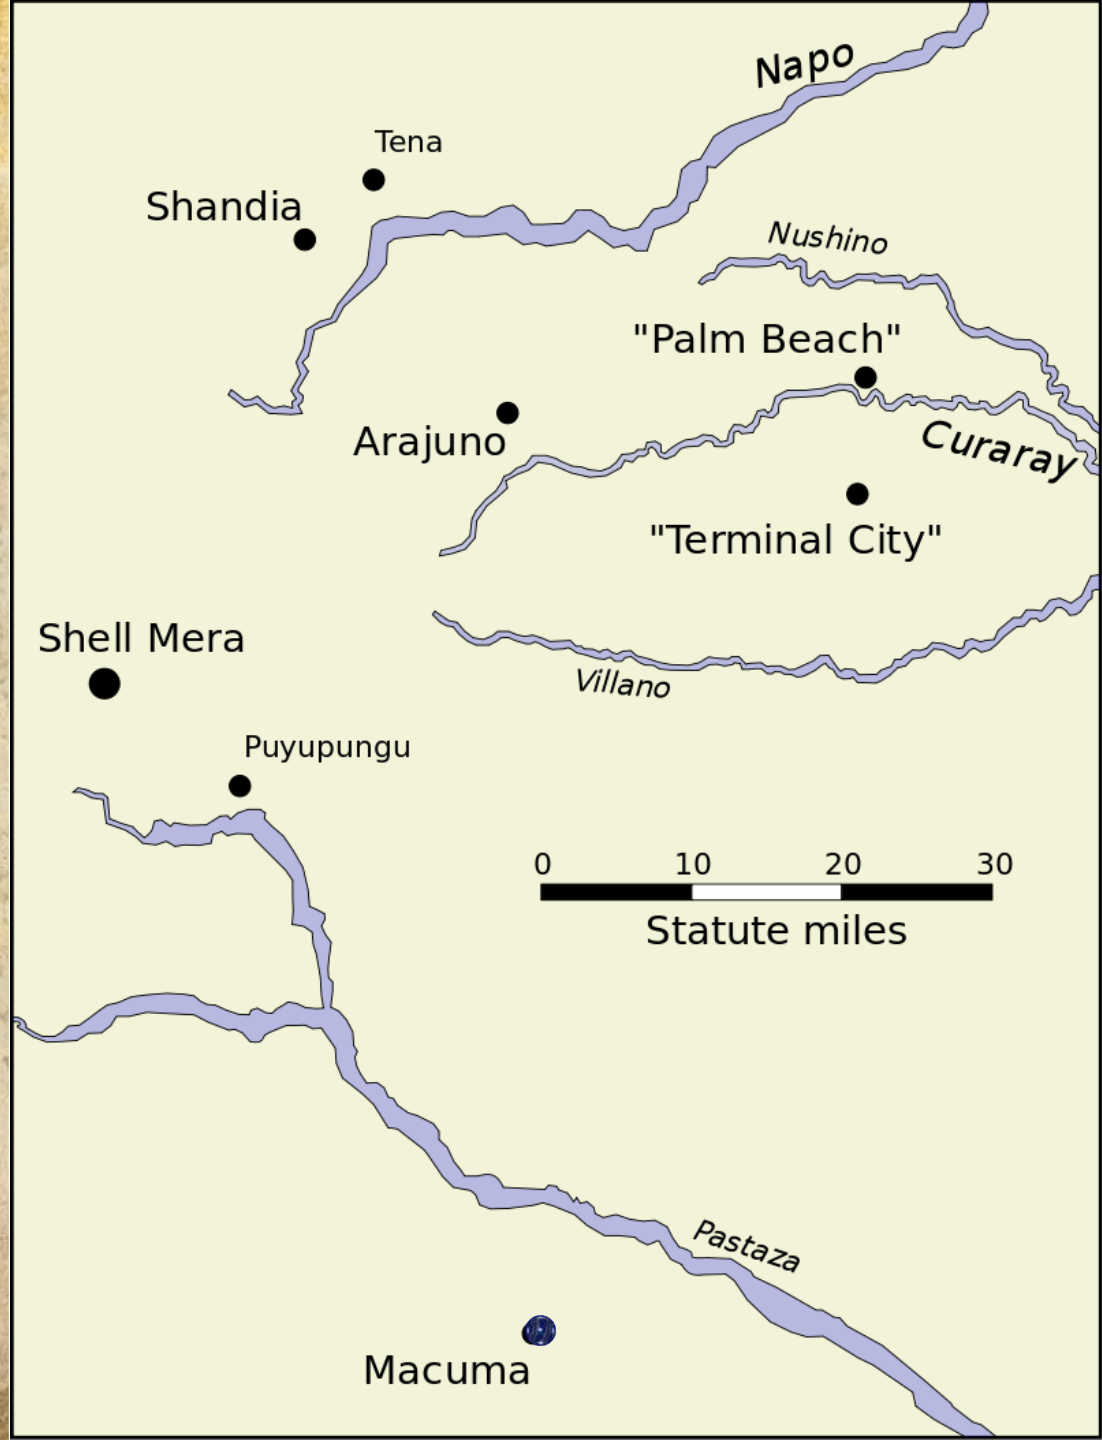 Napo
Tena
Shandia
Nushino
"Palm Beach"
Arajuno
Curaray
"Terminal City"
Shell Mera
Villano
Puyupungu
0 10 20 30
Statute miles
Pastaza
Macuma